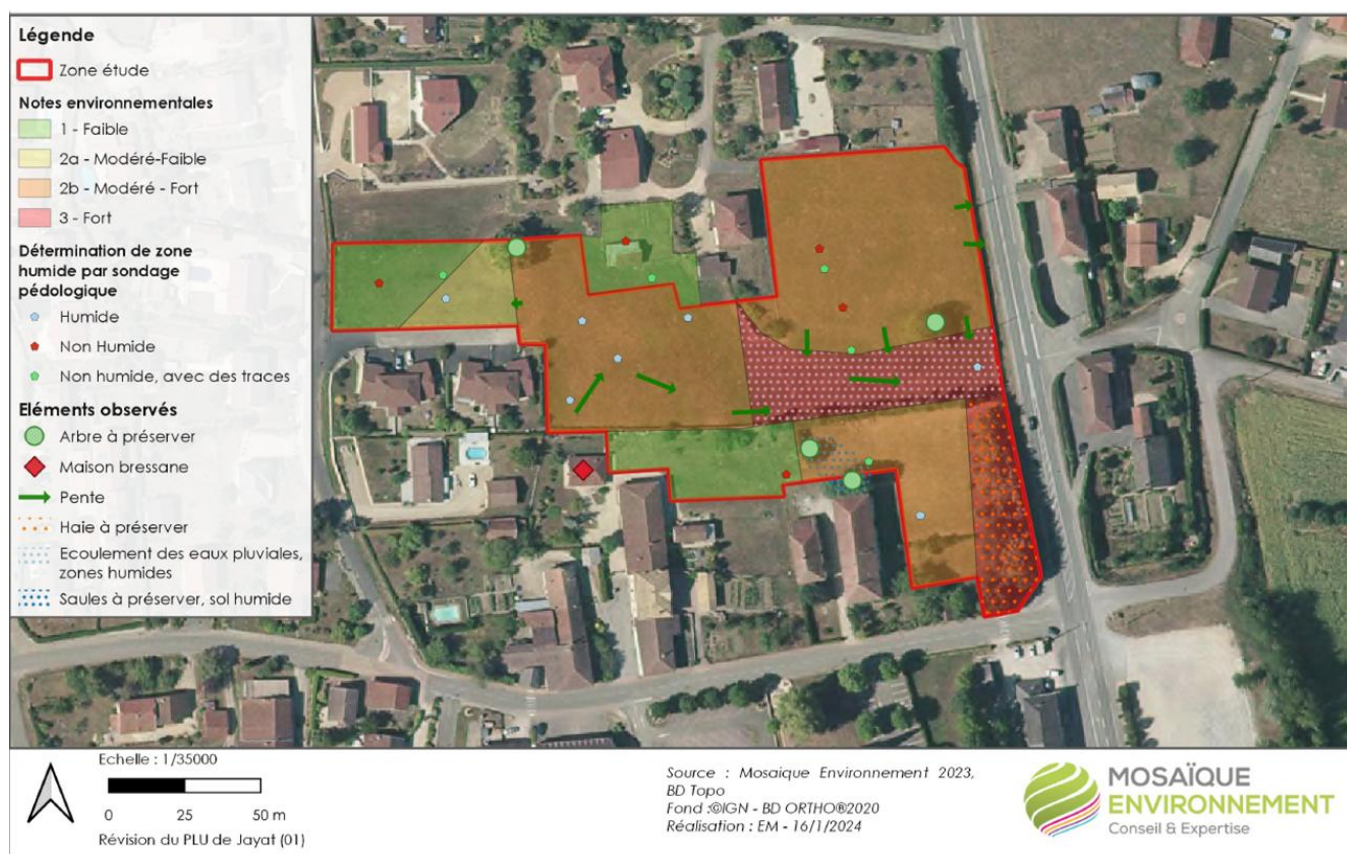 Légende
Zone étude
Notes environnementales
1 - Faible
2a - Modéré-Faible
2b - Modéré - Fort
3 - Fort
Détermination de zone
humide par sondage
pédologique
Humide
Non Humide
Non humide, avec des traces
Eléments observés
Arbre à préserver
Maison bressane
Pente
Haie à préserver
Ecoulement des eaux pluviales,
zones humides
Saules à préserver, sol humide
Echelle : 1/35000
0 25 50 m
Révision du PLU de Jayat (01)
Source : Mosaique Environnement 2023,
BD Topo
Fond :©IGN - BD ORTHO®2020
Réalisation : EM - 16/1/2024
MOSAÏQUE
ENVIRONNEMENT
Conseil & Expertise